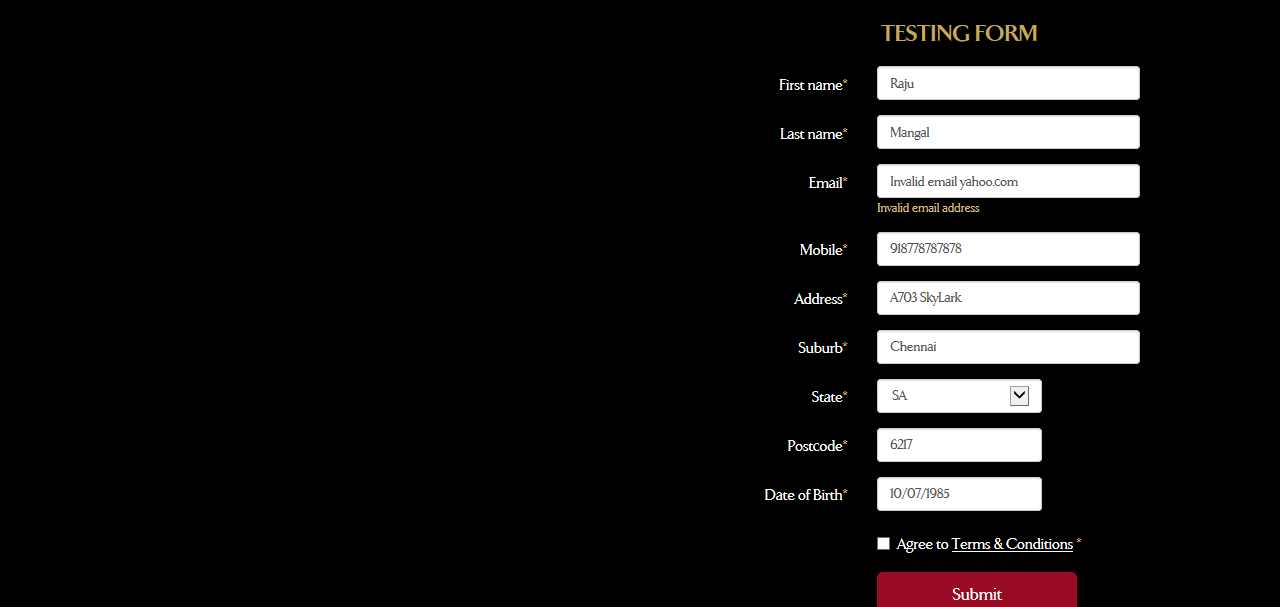 TESTING FORM
First name* Raju
Last name* Mangal
Email* Invalid email yahoo.com
Invalid email address
Mobile* 918778787878
Address* A703 SkyLark
Suburb* Chennai
State* SA
Postcode* 6217
Date of Birth* 10/07/1985
Agree to Terms & Conditions *
Submit